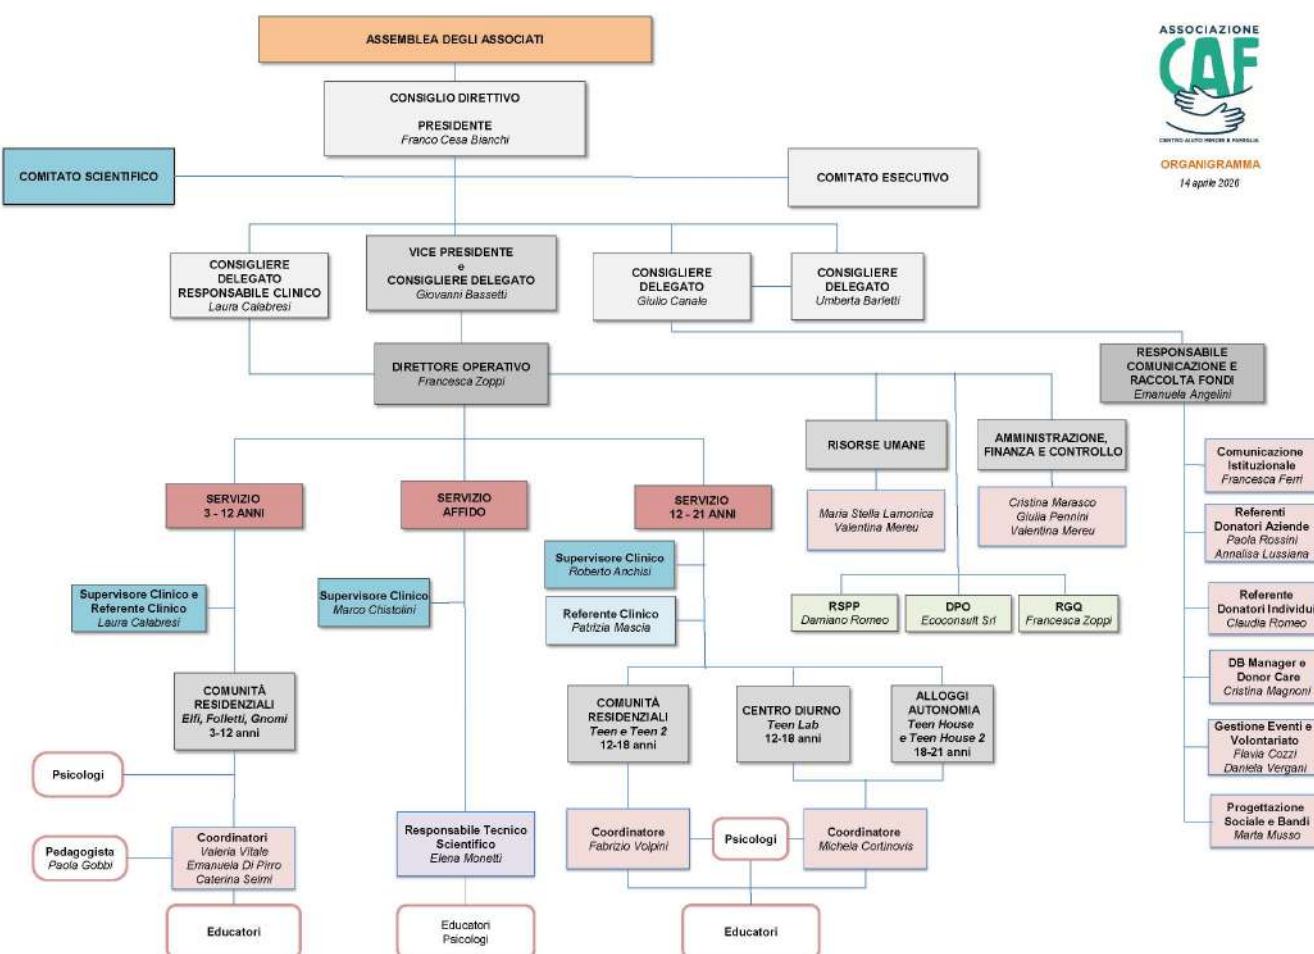 ASSEMBLEA DEGLI ASSOCIATI
ASSOCIAZIONE
CAF
CENTRO AIUTO MINORI E FAMIGLIA
ORGANIGRAMMA
14 aprile 2026
CONSIGLIO DIRETTIVO
PRESIDENTE
Franco Cesa Bianchi
COMITATO SCIENTIFICO
COMITATO ESECUTIVO
CONSIGLIERE
DELEGATO
RESPONSABILE CLINICO
Laura Calabresi
VICE PRESIDENTE
e
CONSIGLIERE DELEGATO
Giovanni Bassetti
CONSIGLIERE
DELEGATO
Giulio Canale
CONSIGLIERE
DELEGATO
Umberta Barletti
DIRETTORE OPERATIVO
Francesca Zoppi
RESPONSABILE
COMUNICAZIONE E
RACCOLTA FONDI
Emanuela Angelini
RISORSE UMANE
Maria Stella Lamonica
Valentina Mereu
AMMINISTRAZIONE,
FINANZA E CONTROLLO
Cristina Marasco
Giulia Pennini
Valentina Mereu
RSPP
Damiano Romeo
DPO
Ecoconsult Srl
RGQ
Francesca Zoppi
Comunicazione
Istituzionale
Francesca Ferri
Referenti
Donatori Aziende
Paola Rossini
Annalisa Lussiana
Referente
Donatori Individui
Claudia Romeo
DB Manager e
Donor Care
Cristina Magnoni
Gestione Eventi e
Volontariato
Flavia Cozzi
Daniela Vergani
Progettazione
Sociale e Bandi
Marta Musso
SERVIZIO
3 - 12 ANNI
Supervisore Clinico e
Referente Clinico
Laura Calabresi
COMUNITÀ
RESIDENZIALI
Elfi, Folletti, Gnomi
3-12 anni
Psicologi
Pedagogista
Paola Gobbi
Coordinatori
Valeria Vitale
Emanuela Di Pirro
Caterina Selmi
Educatori
SERVIZIO
AFFIDO
Supervisore Clinico
Marco Chistolini
Responsabile Tecnico
Scientifico
Elena Monetti
Educatori
Psicologi
SERVIZIO
12 - 21 ANNI
Supervisore Clinico
Roberto Anchisi
Referente Clinico
Patrizia Mascia
COMUNITÀ
RESIDENZIALI
Teen e Teen 2
12-18 anni
CENTRO DIURNO
Teen Lab
12-18 anni
ALLOGGI
AUTONOMIA
Teen House
e Teen House 2
18-21 anni
Coordinatore
Fabrizio Volpini
Psicologi
Coordinatore
Michela Cortinovis
Educatori